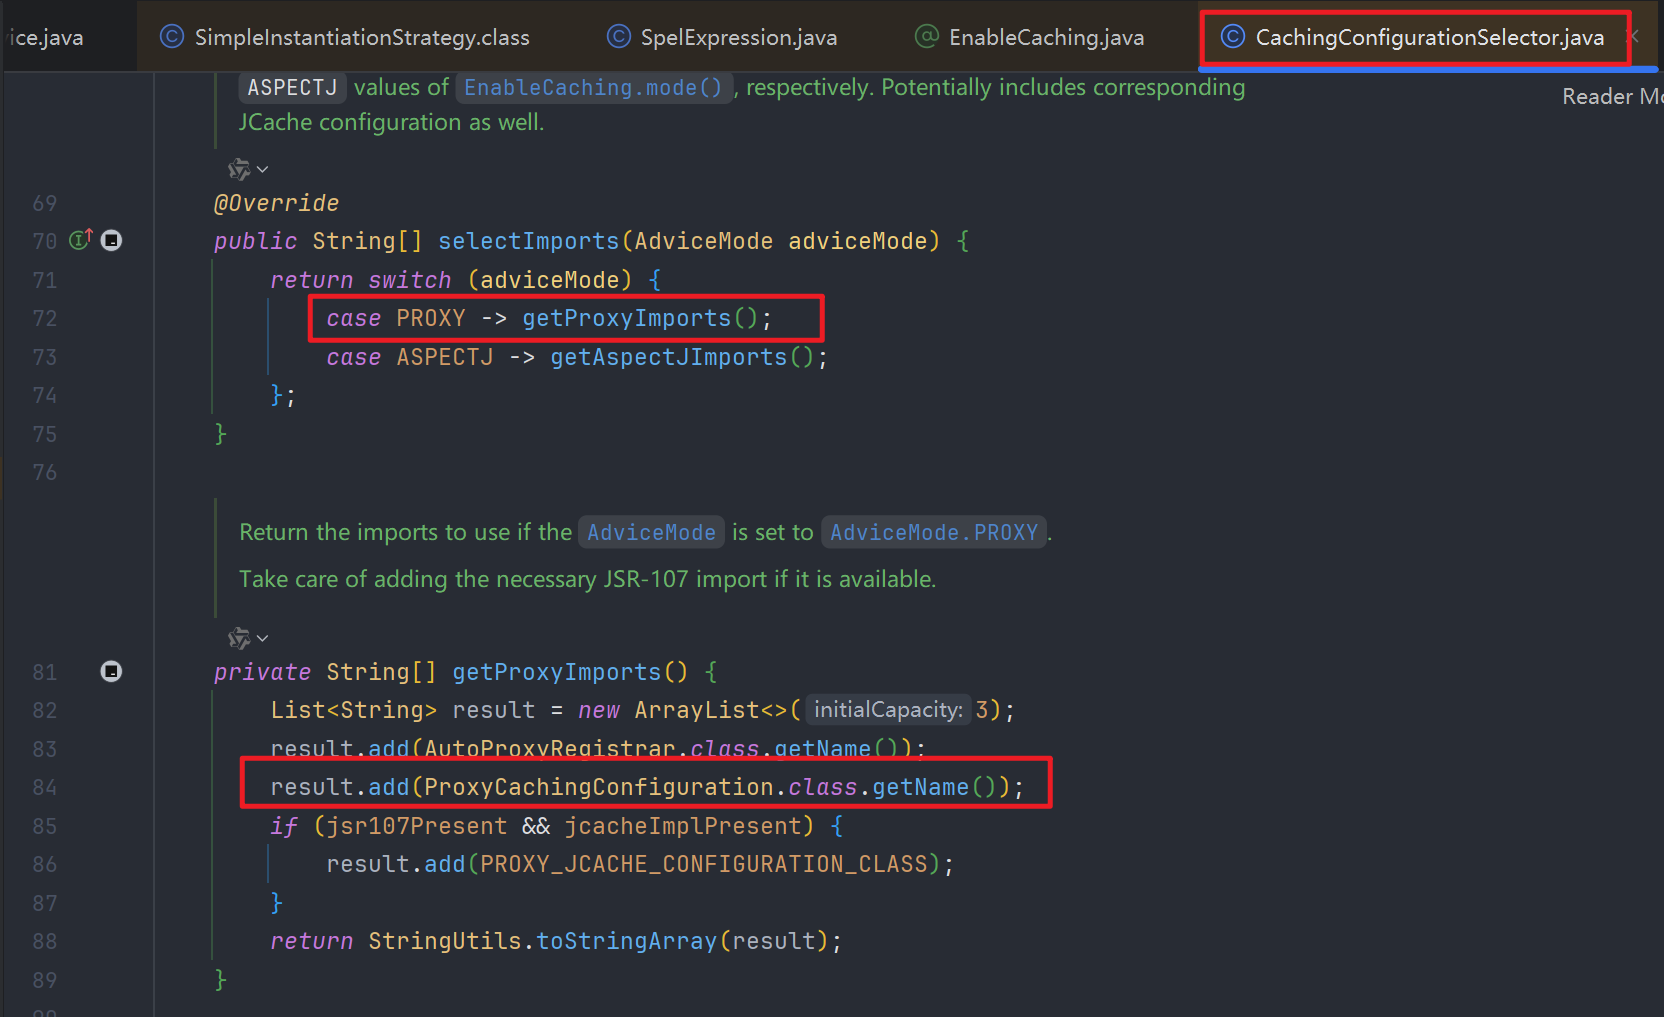 ice.java
SimpleInstantiationStrategy.class
SpelExpression.java
@ EnableCaching.java
CachingConfigurationSelector.java
ASPECTJ values of EnableCaching.mode(), respectively. Potentially includes corresponding
Reader Mo
JCache configuration as well.
69 @Override
70 public String[] selectImports(AdviceMode adviceMode) {
71 return switch (adviceMode) {
72 case PROXY -> getProxyImports();
73 case ASPECTJ -> getAspectJImports();
74 };
75 }
76
Return the imports to use if the AdviceMode is set to AdviceMode.PROXY.
Take care of adding the necessary JSR-107 import if it is available.
81 private String[] getProxyImports() {
82 List<String> result = new ArrayList<>( initialCapacity: 3);
83 result.add(AutoProxyRegistrar.class.getName());
84 result.add(ProxyCachingConfiguration.class.getName());
85 if (jsr107Present && jcacheImplPresent) {
86 result.add(PROXY_JCACHE_CONFIGURATION_CLASS);
87 }
88 return StringUtils.toStringArray(result);
89 }